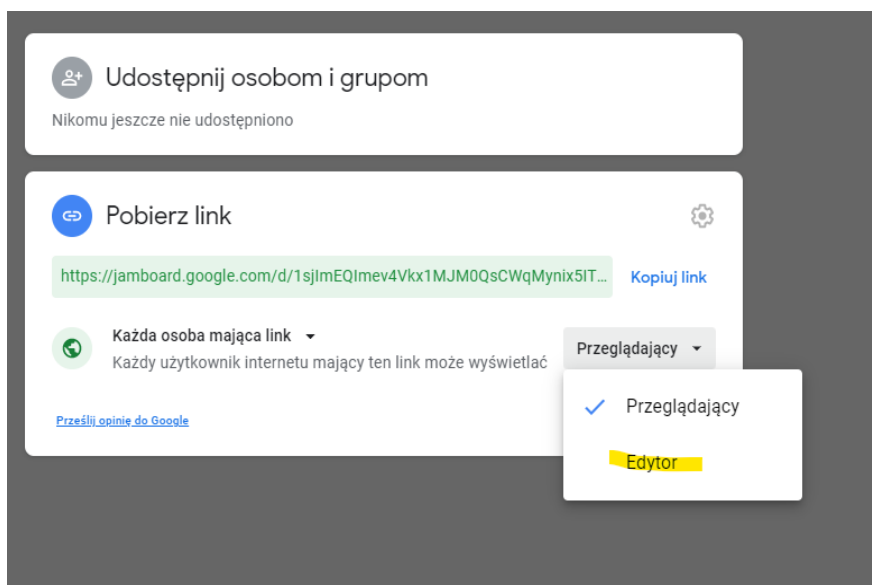 Udostępnij osobom i grupom
Nikomu jeszcze nie udostępniono
Pobierz link
https://jamboard.google.com/d/1sjImEQImev4Vkx1MJM0QsCWqMynix5IT...
Kopiuj link
Każda osoba mająca link
Każdy użytkownik internetu mający ten link może wyświetlać
Przeglądający
Przeglądający
Edytor
Prześlij opinię do Google